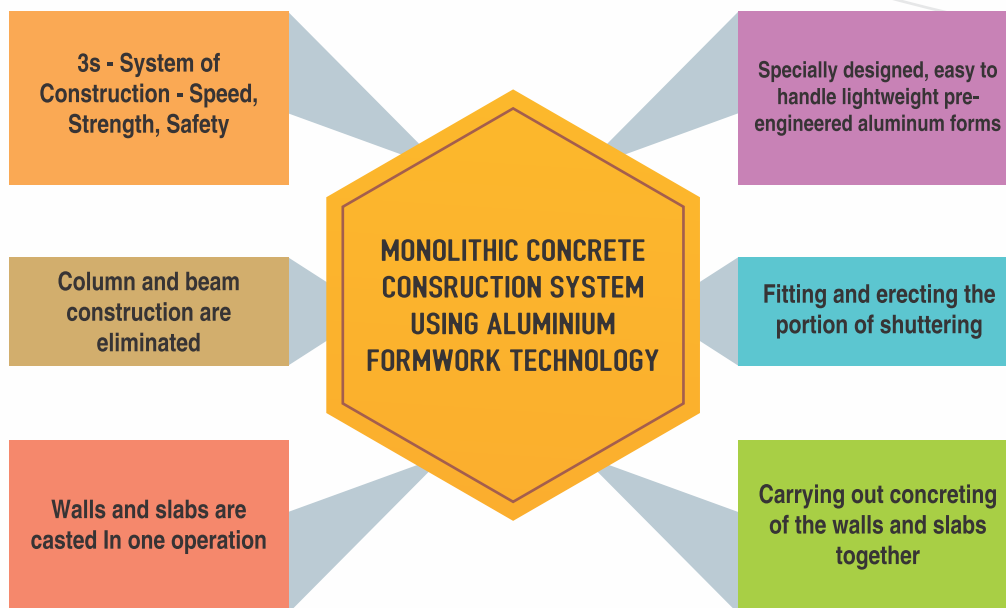 3s - System of
Construction - Speed,
Strength, Safety
Specially designed, easy to
handle lightweight pre-
engineered aluminum forms
MONOLITHIC CONCRETE
CONSRUCTION SYSTEM
USING ALUMINIUM
FORMWORK TECHNOLOGY
Column and beam
construction are
eliminated
Fitting and erecting the
portion of shuttering
Walls and slabs are
casted In one operation
Carrying out concreting
of the walls and slabs
together